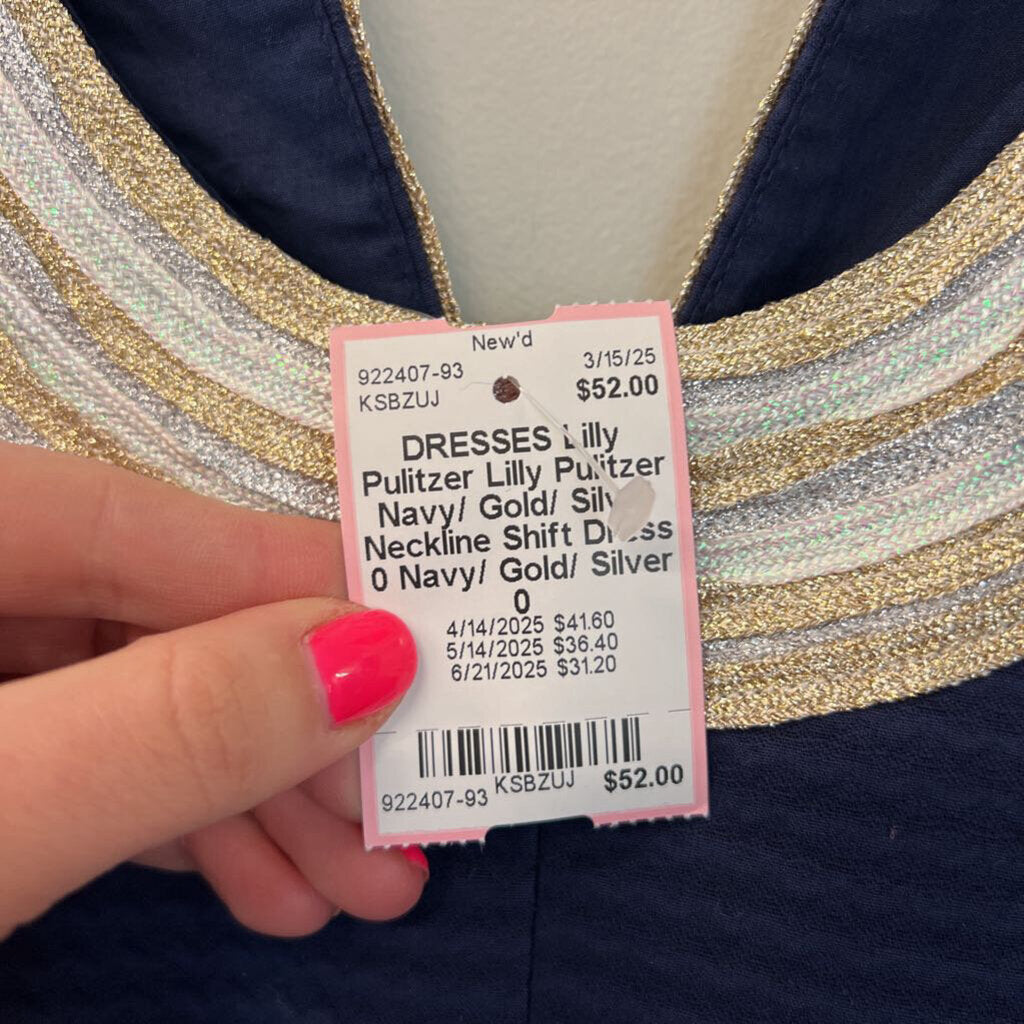 New'd
922407-93 3/15/25
KSBZUJ $52.00
DRESSES Lilly
Pulitzer Lilly Pulitzer
Navy/ Gold/
Neckline Shift
0 Navy/ Gold/ Silver
0
4/14/2025 $41.60
5/14/2025 $36.40
6/21/2025 $31.20
922407-93 KSBZUJ $52.00